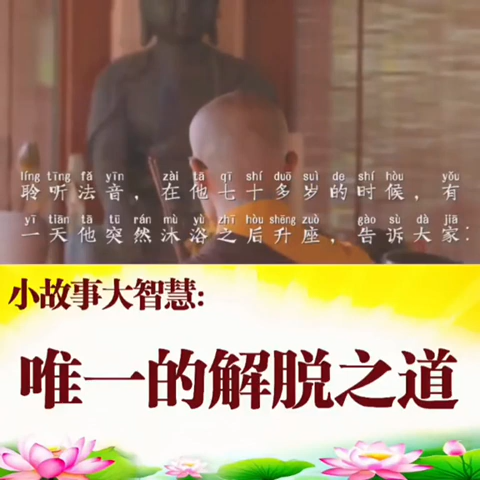 líng tīng fǎ yīn zài tā qī shí duō suì de shí hòu yǒu
聆听法音，在他七十多岁的时候，有
yī tiān tā tū rán mù yù zhī hòu shēng zuò gào sù dà jiā
一天他突然沐浴之后升座，告诉大家：
小故事大智慧:
唯一的解脱之道